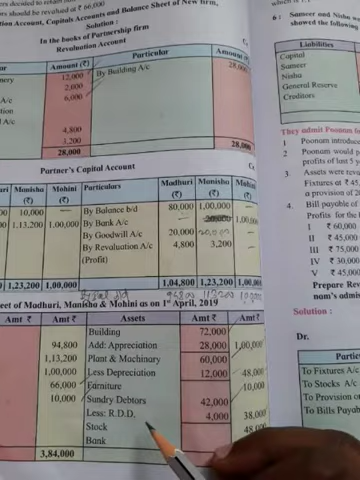 tors should be revalued at ₹ 66,000
tion Account, Capitals Accounts and Balance Sheet of New firm,
Solution :
In the books of Partnership firm
Revaluation Account
Cr.
Amount (₹) Particular Amount (₹)
12,000 By Building A/c 28,000
2,000
6,000
4,800
3,200
28,000 28,000
Partner's Capital Account
Manisha (₹) Mohini (₹) Particulars Madhuri (₹) Manisha (₹)
10,000 — By Balance b/d 80,000 1,00,000 —
1,13,200 1,00,000 By Bank A/c — 1,00,000
By Goodwill A/c 20,000 20,000
By Revaluation A/c 4,800 3,200
(Profit)
1,23,200 1,00,000 1,04,800 1,23,200 1,00,000
eet of Madhuri, Manisha & Mohini as on 1st April, 2019
Amt ₹ Amt ₹ Assets Amt ₹ Amt ₹
Building 72,000
94,800 Add: Appreciation 28,000 1,00,000
1,13,200 Plant & Machinery 60,000
1,00,000 Less Depreciation 12,000 48,000
66,000 Furniture 10,000
10,000 Sundry Debtors 42,000
Less: R.D.D. 4,000 38,000
Stock
Bank
3,84,000
6 : Sameer and Nisha
showed the following
Liabilities
Capital
Sameer
Nisha
General Reserve
Creditors
They admit Poonam
1 Poonam introduce
2 Poonam would p
profits of last 5 y
3. Assets were
Fixtures at ₹ 45,
a provision of
4. Bill payable of
Profits for the
I ₹ 60,000
II ₹ 45,000
III ₹ 75,000
IV ₹ 30,000
V ₹ 45,000
Prepare Rev
nam's admis
Solution :
Dr.
Partic
To Fixtures A/c
To Stocks A/c
To Bills Payab